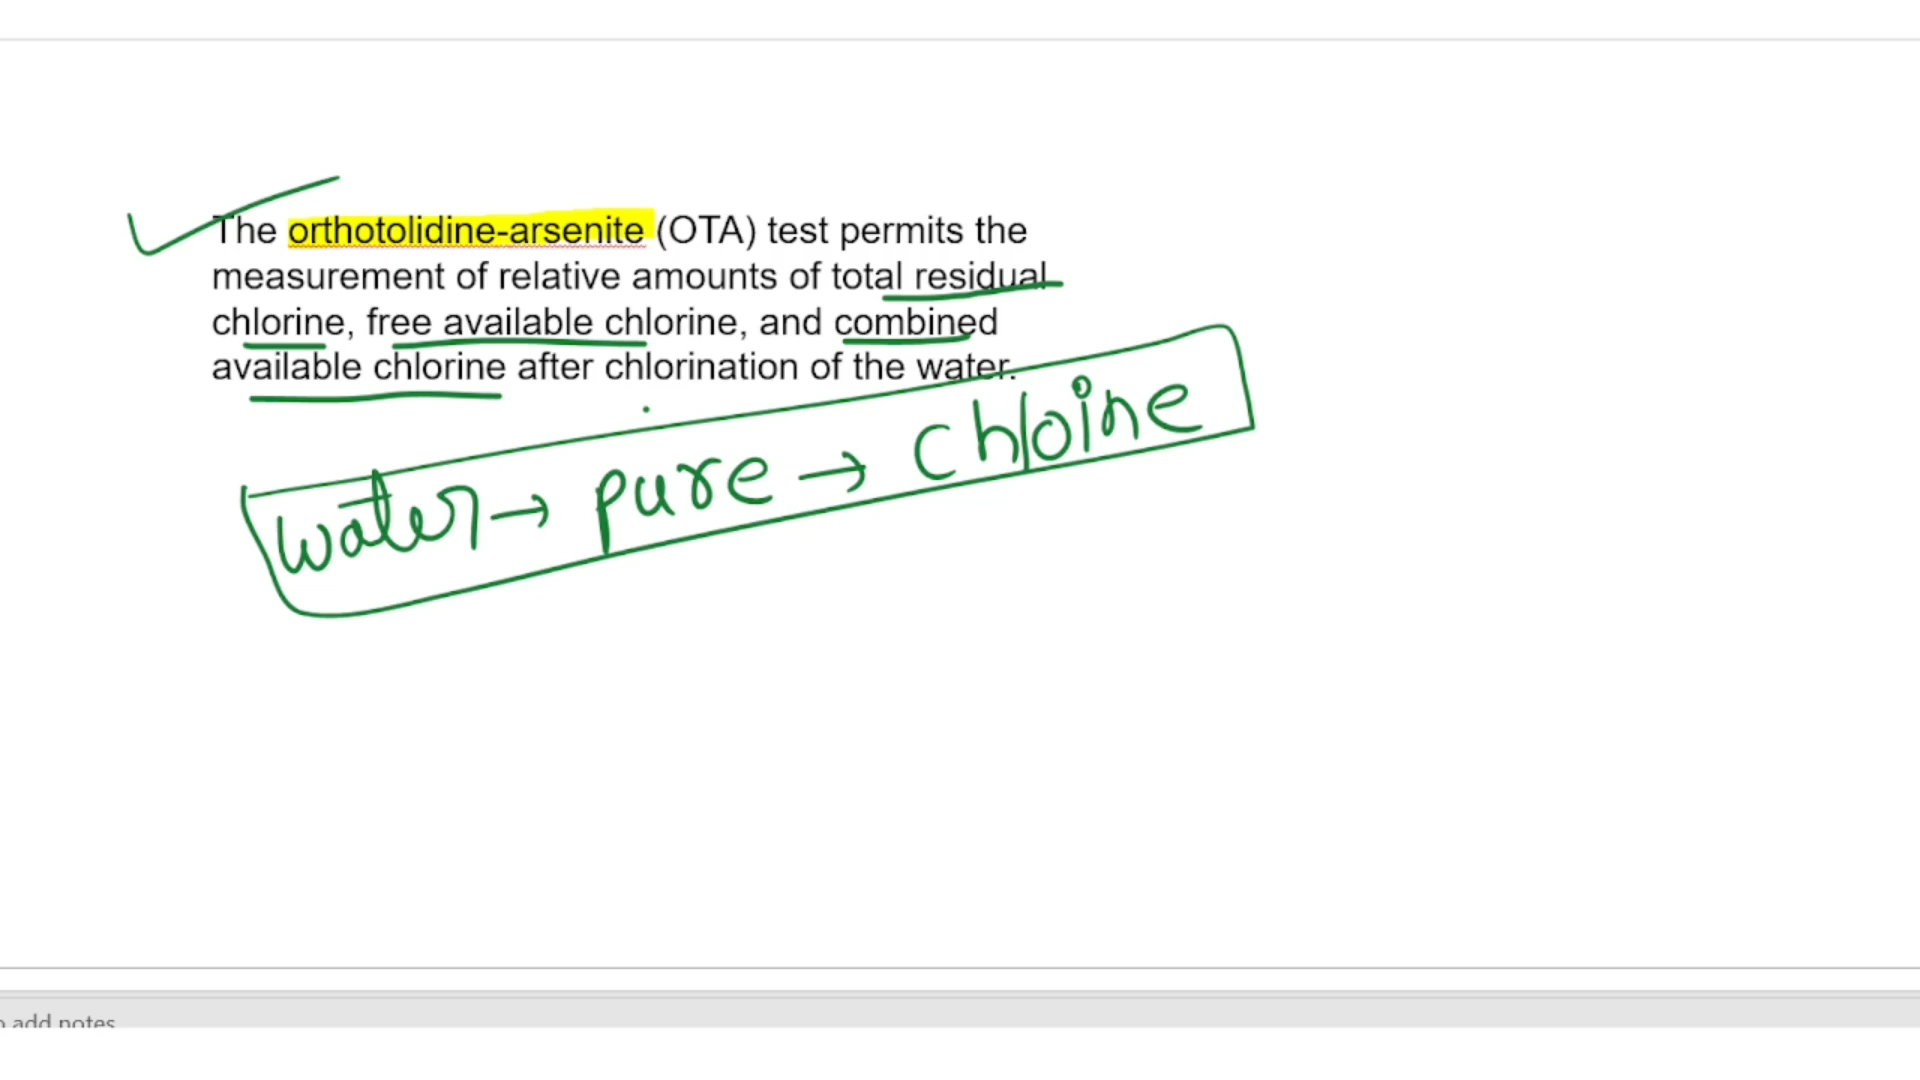 The orthotolidine-arsenite (OTA) test permits the
measurement of relative amounts of total residual
chlorine, free available chlorine, and combined
available chlorine after chlorination of the water.
water → pure → chloine
add notes